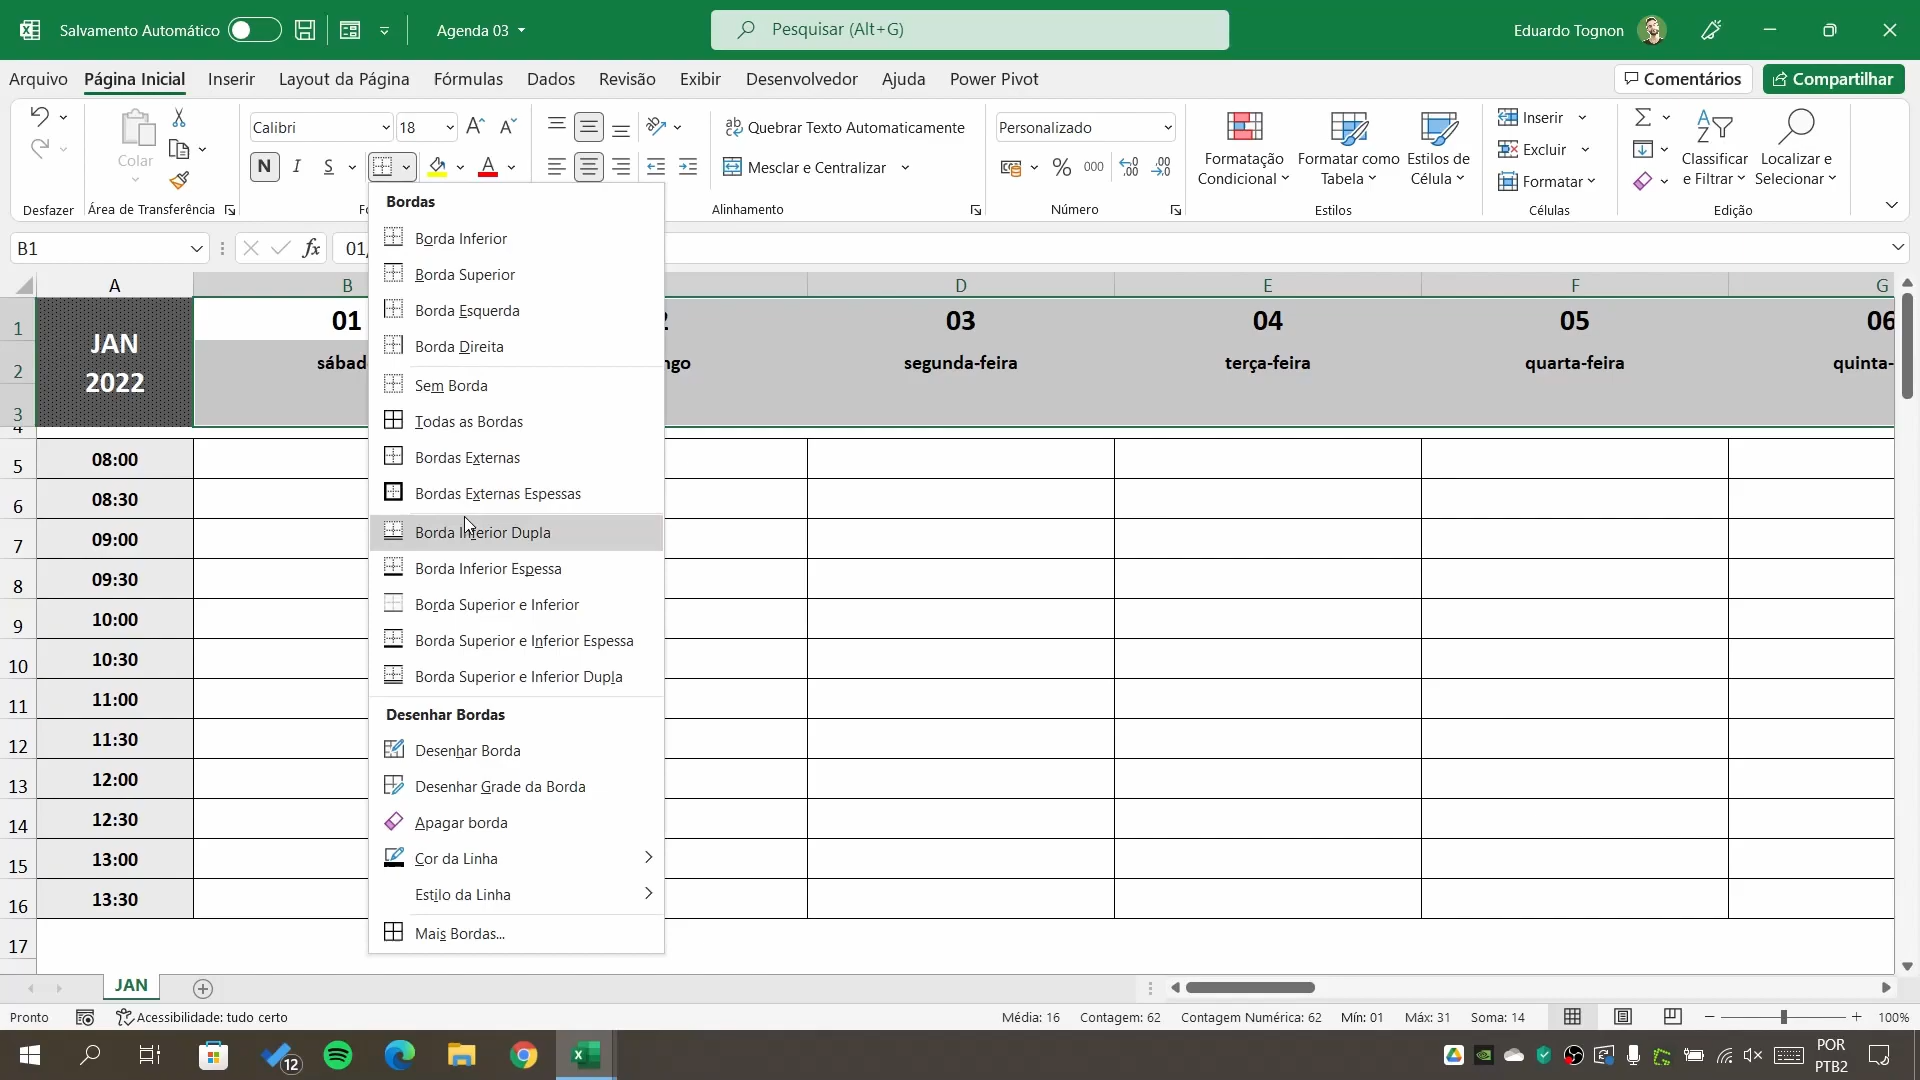 Salvamento Automático
Agenda 03
Pesquisar (Alt+G)
Eduardo Tognon
Arquivo Página Inicial Inserir Layout da Página Fórmulas Dados Revisão Exibir Desenvolvedor Ajuda Power Pivot
Comentários Compartilhar
Colar
Calibri 18
N I S
Quebrar Texto Automaticamente
Mesclar e Centralizar
Personalizado
% 000
Formatação Condicional
Formatar como Tabela
Estilos de Célula
Inserir
Excluir
Formatar
Classificar e Filtrar
Localizar e Selecionar
Desfazer Área de Transferência Fo Alinhamento Número Estilos Células Edição
B1 fx 01/
Bordas
Borda Inferior
Borda Superior
Borda Esquerda
Borda Direita
Sem Borda
Todas as Bordas
Bordas Externas
Bordas Externas Espessas
Borda Inferior Dupla
Borda Inferior Espessa
Borda Superior e Inferior
Borda Superior e Inferior Espessa
Borda Superior e Inferior Dupla
Desenhar Bordas
Desenhar Borda
Desenhar Grade da Borda
Apagar borda
Cor da Linha
Estilo da Linha
Mais Bordas...
A B D E F G
1 JAN 01 2 03 04 05 06
2 2022 sábad ngo segunda-feira terça-feira quarta-feira quinta-
3
4
5 08:00
6 08:30
7 09:00
8 09:30
9 10:00
10 10:30
11 11:00
12 11:30
13 12:00
14 12:30
15 13:00
16 13:30
17
JAN
Pronto Acessibilidade: tudo certo Média: 16 Contagem: 62 Contagem Numérica: 62 Mín: 01 Máx: 31 Soma: 14 100%
12
POR
PTB2